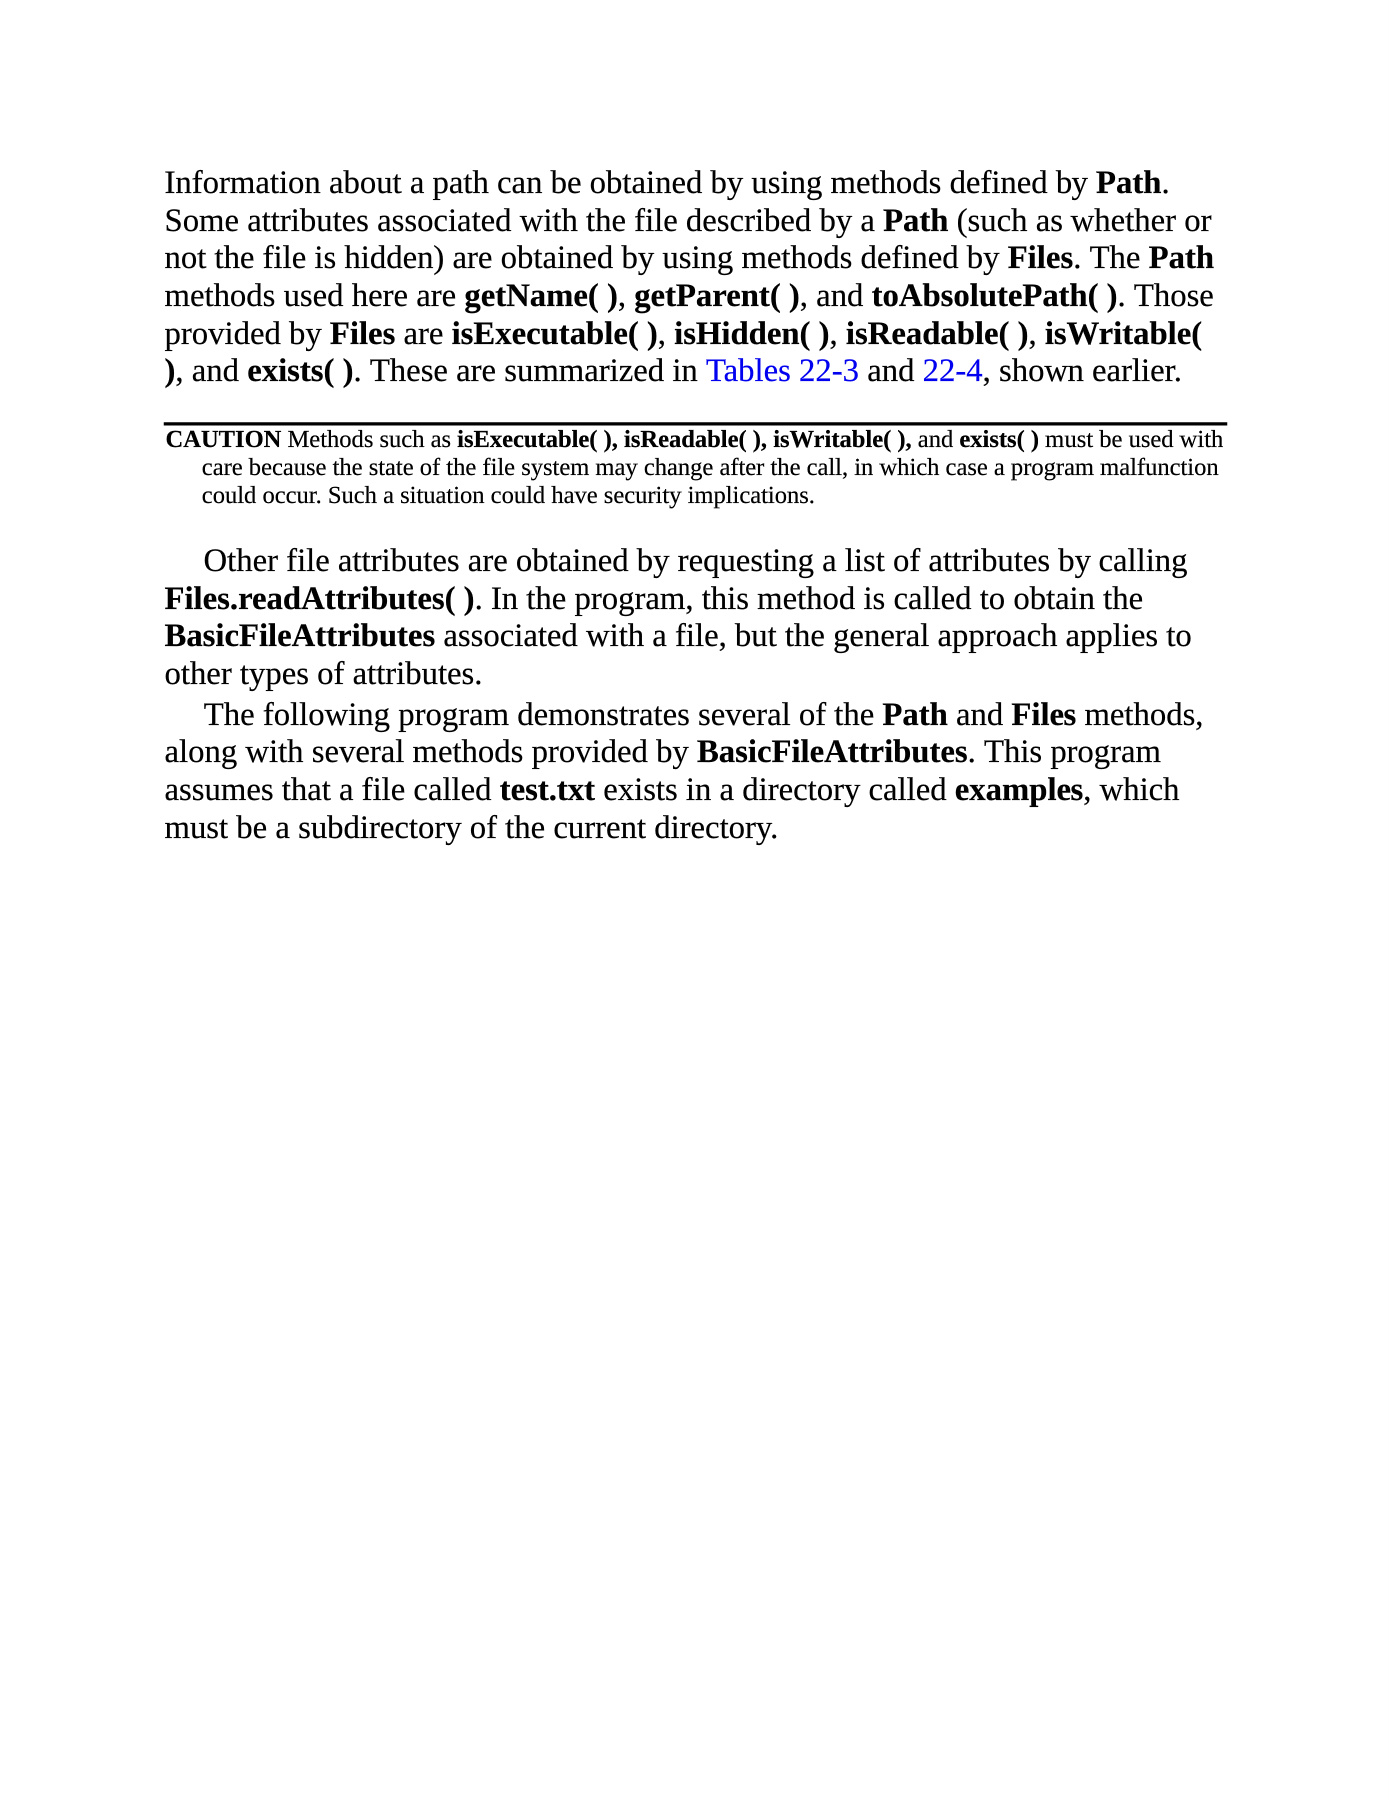 Information about a path can be obtained by using methods defined by Path.
Some attributes associated with the file described by a Path (such as whether or
not the file is hidden) are obtained by using methods defined by Files. The Path
methods used here are getName( ), getParent( ), and toAbsolutePath( ). Those
provided by Files are isExecutable( ), isHidden( ), isReadable( ), isWritable(
), and exists( ). These are summarized in Tables 22-3 and 22-4, shown earlier.
CAUTION Methods such as isExecutable( ), isReadable( ), isWritable( ), and exists( ) must be used with
care because the state of the file system may change after the call, in which case a program malfunction
could occur. Such a situation could have security implications.
Other file attributes are obtained by requesting a list of attributes by calling
Files.readAttributes( ). In the program, this method is called to obtain the
BasicFileAttributes associated with a file, but the general approach applies to
other types of attributes.
The following program demonstrates several of the Path and Files methods,
along with several methods provided by BasicFileAttributes. This program
assumes that a file called test.txt exists in a directory called examples, which
must be a subdirectory of the current directory.